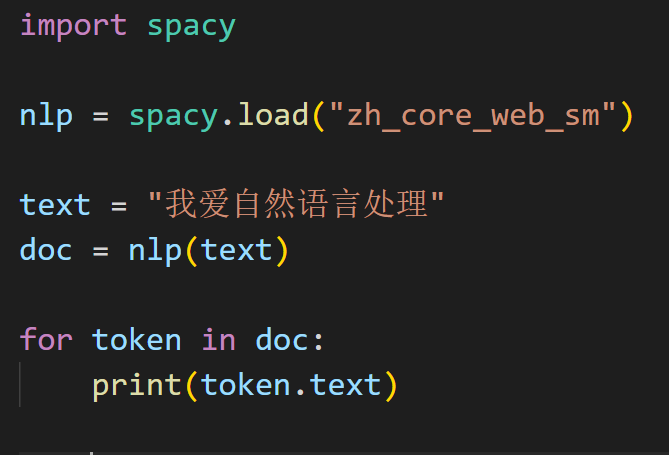 import spacy
nlp = spacy.load("zh_core_web_sm")
text = "我爱自然语言处理"
doc = nlp(text)
for token in doc:
    print(token.text)